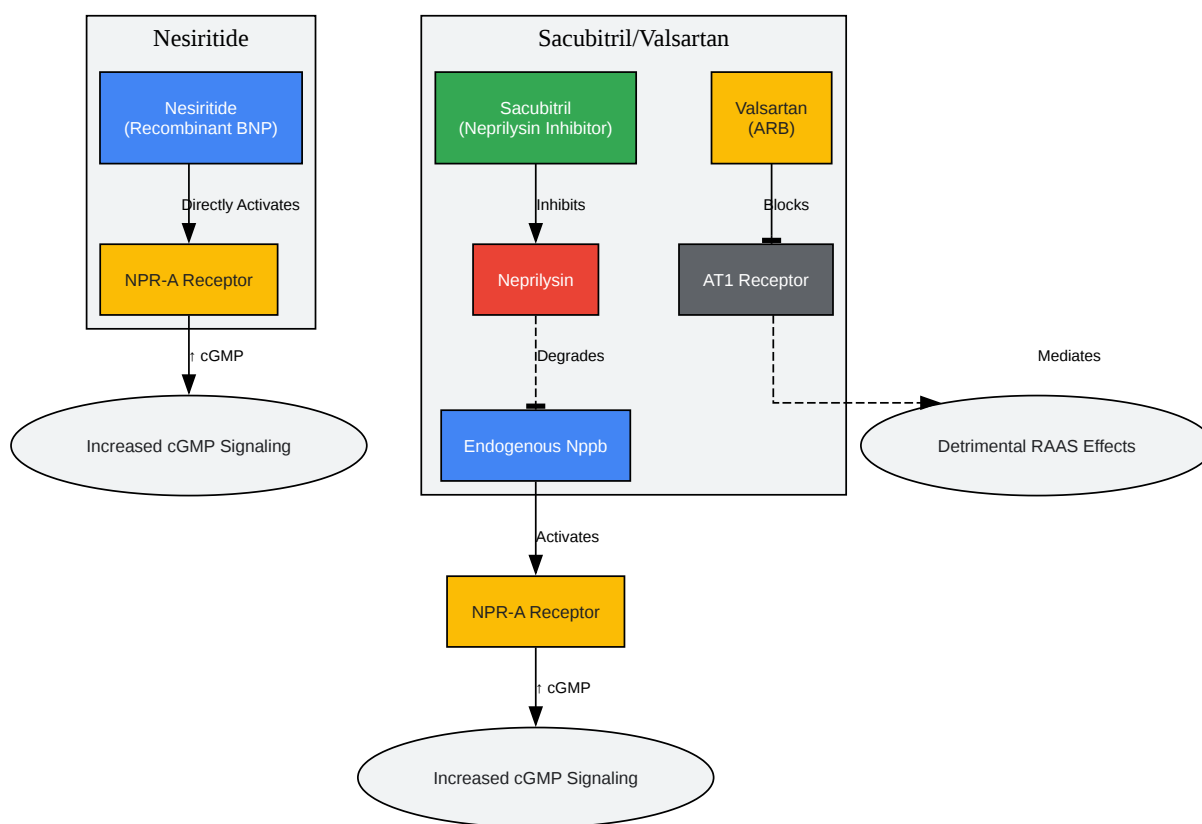 Nesiritide
Nesiritide
(Recombinant BNP)
Directly Activates
NPR-A Receptor
↑ cGMP
Increased cGMP Signaling
Sacubitril/Valsartan
Sacubitril
(Neprilysin Inhibitor)
Inhibits
Neprilysin
Degrades
Endogenous Nppb
Activates
NPR-A Receptor
↑ cGMP
Increased cGMP Signaling
Valsartan
(ARB)
Blocks
AT1 Receptor
Mediates
Detrimental RAAS Effects